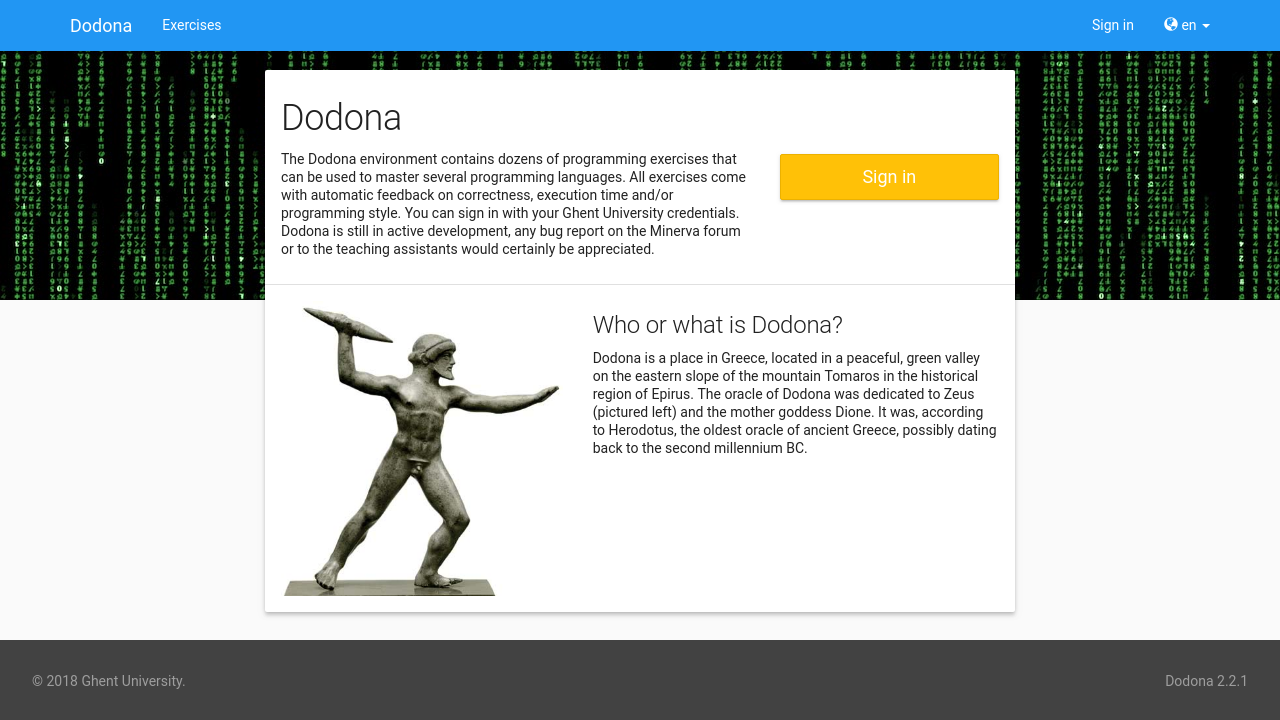 Dodona
Exercises
Sign in
en
Dodona
The Dodona environment contains dozens of programming exercises that
can be used to master several programming languages. All exercises come
with automatic feedback on correctness, execution time and/or
programming style. You can sign in with your Ghent University credentials.
Dodona is still in active development, any bug report on the Minerva forum
or to the teaching assistants would certainly be appreciated.
Sign in
Who or what is Dodona?
Dodona is a place in Greece, located in a peaceful, green valley
on the eastern slope of the mountain Tomaros in the historical
region of Epirus. The oracle of Dodona was dedicated to Zeus
(pictured left) and the mother goddess Dione. It was, according
to Herodotus, the oldest oracle of ancient Greece, possibly dating
back to the second millennium BC.
© 2018 Ghent University.
Dodona 2.2.1